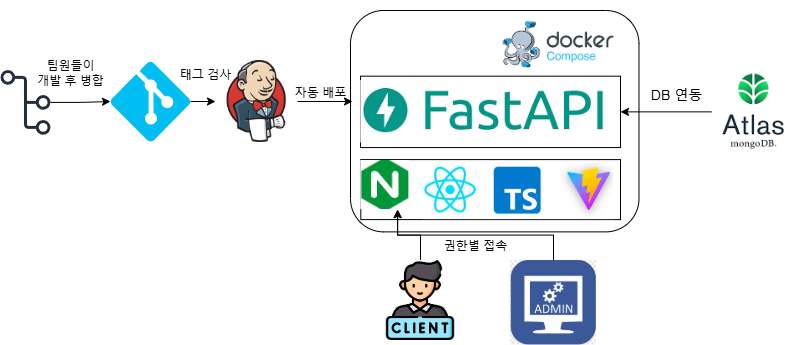 팀원들이
개발 후 병합
태그 검사
자동 배포
docker
Compose
FastAPI
DB 연동
Atlas
mongoDB.
N
TS
권한별 접속
CLIENT
ADMIN